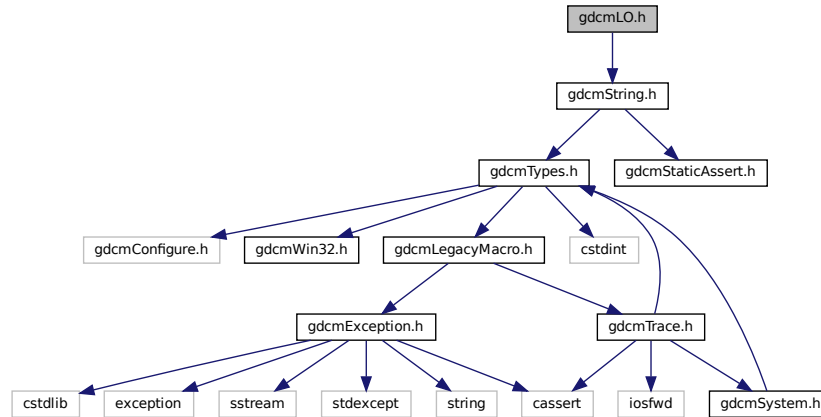 gdcmLO.h
gdcmString.h
gdcmTypes.h
gdcmStaticAssert.h
gdcmConfigure.h
gdcmWin32.h
gdcmLegacyMacro.h
cstdint
gdcmException.h
gdcmTrace.h
cstdlib
exception
sstream
stdexcept
string
cassert
iosfwd
gdcmSystem.h